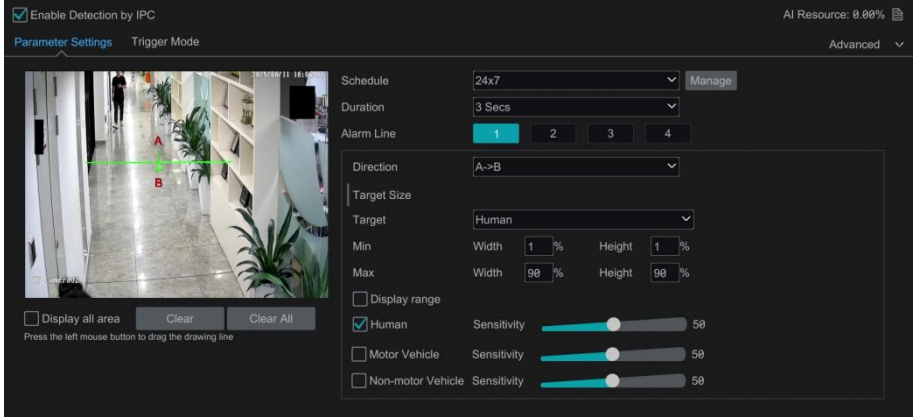 Enable Detection by IPC
AI Resource: 0.00%
Parameter Settings Trigger Mode
Advanced
Schedule 24x7 Manage
Duration 3 Secs
Alarm Line 1 2 3 4
A
B
Direction A->B
Target Size
Target Human
Min Width 1 % Height 1 %
Max Width 90 % Height 90 %
Display range
Human Sensitivity 50
Motor Vehicle Sensitivity 50
Non-motor Vehicle Sensitivity 50
Display all area Clear Clear All
Press the left mouse button to drag the drawing line